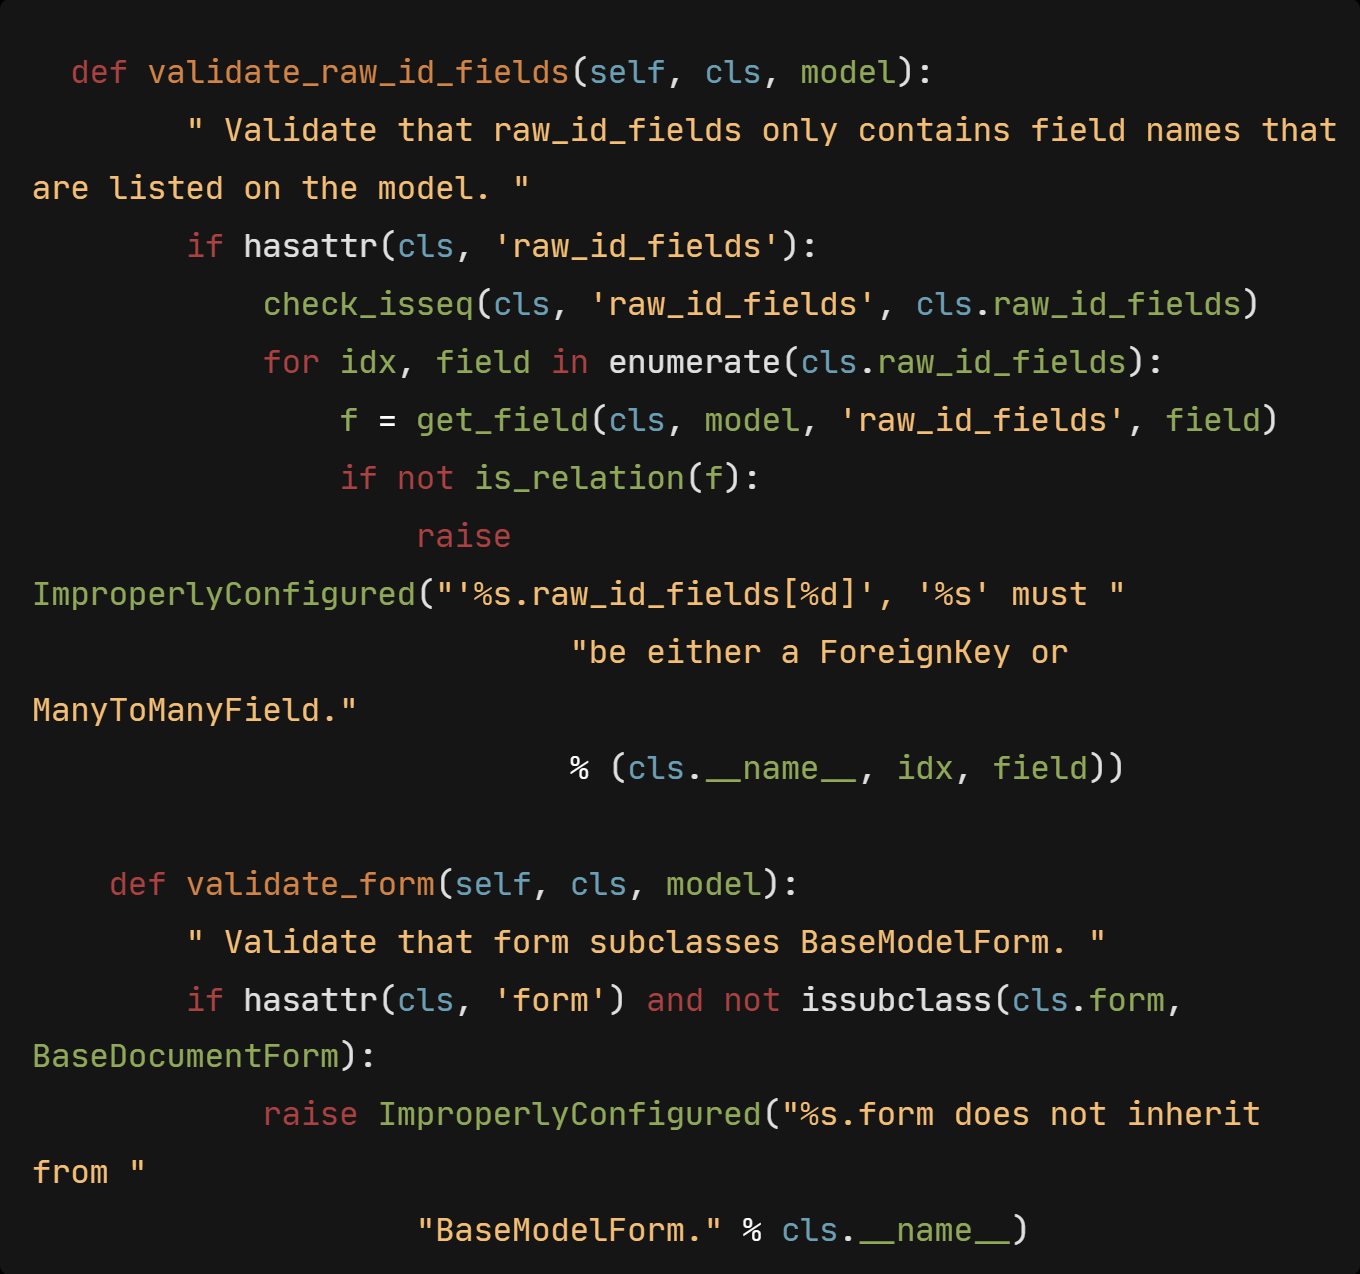 def validate_raw_id_fields(self, cls, model):
" Validate that raw_id_fields only contains field names that
are listed on the model. "
if hasattr(cls, 'raw_id_fields'):
check_isseq(cls, 'raw_id_fields', cls.raw_id_fields)
for idx, field in enumerate(cls.raw_id_fields):
f = get_field(cls, model, 'raw_id_fields', field)
if not is_relation(f):
raise
ImproperlyConfigured("'%s.raw_id_fields[%d]', '%s' must "
"be either a ForeignKey or
ManyToManyField."
% (cls.__name__, idx, field))
def validate_form(self, cls, model):
" Validate that form subclasses BaseModelForm. "
if hasattr(cls, 'form') and not issubclass(cls.form,
BaseDocumentForm):
raise ImproperlyConfigured("%s.form does not inherit
from "
"BaseModelForm." % cls.__name__)